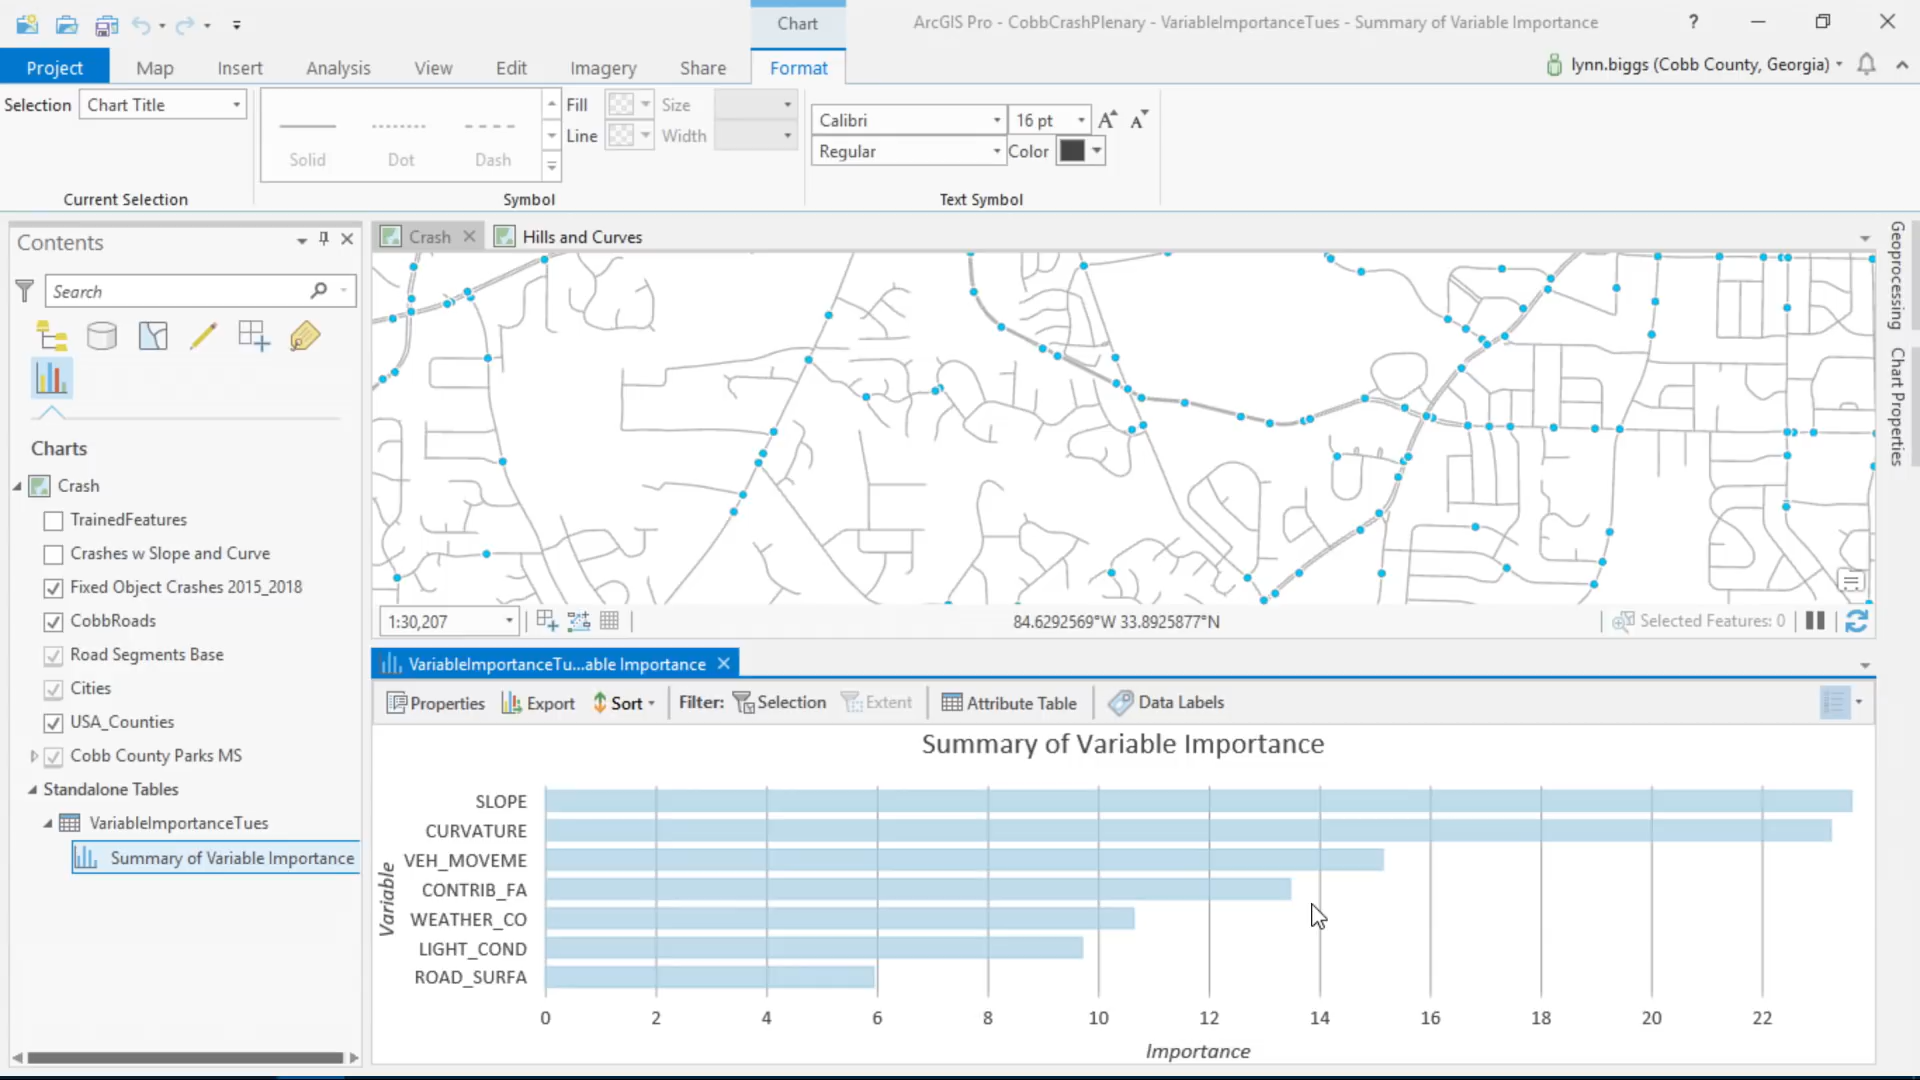 Chart
ArcGIS Pro - CobbCrashPlenary - VariableImportanceTues - Summary of Variable Importance
?
Project
Map
Insert
Analysis
View
Edit
Imagery
Share
Format
lynn.biggs (Cobb County, Georgia)
Selection
Chart Title
Solid
Dot
Dash
Fill
Size
Line
Width
Calibri
16 pt
Regular
Color
Current Selection
Symbol
Text Symbol
Contents
Search
Charts
Crash
TrainedFeatures
Crashes w Slope and Curve
Fixed Object Crashes 2015_2018
CobbRoads
Road Segments Base
Cities
USA_Counties
Cobb County Parks MS
Standalone Tables
VariableImportanceTues
Summary of Variable Importance
Crash
Hills and Curves
1:30,207
84.6292569°W 33.8925877°N
Selected Features: 0
Geoprocessing
Chart Properties
VariableImportanceTu...able Importance
Properties
Export
Sort
Filter:
Selection
Extent
Attribute Table
Data Labels
Summary of Variable Importance
Variable
SLOPE
CURVATURE
VEH_MOVEME
CONTRIB_FA
WEATHER_CO
LIGHT_COND
ROAD_SURFA
0 2 4 6 8 10 12 14 16 18 20 22
Importance